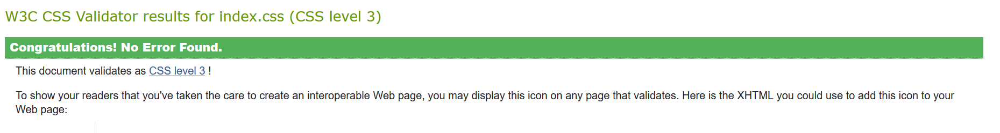 W3C CSS Validator results for index.css (CSS level 3)
Congratulations! No Error Found.
This document validates as CSS level 3 !
To show your readers that you've taken the care to create an interoperable Web page, you may display this icon on any page that validates. Here is the XHTML you could use to add this icon to your
Web page: